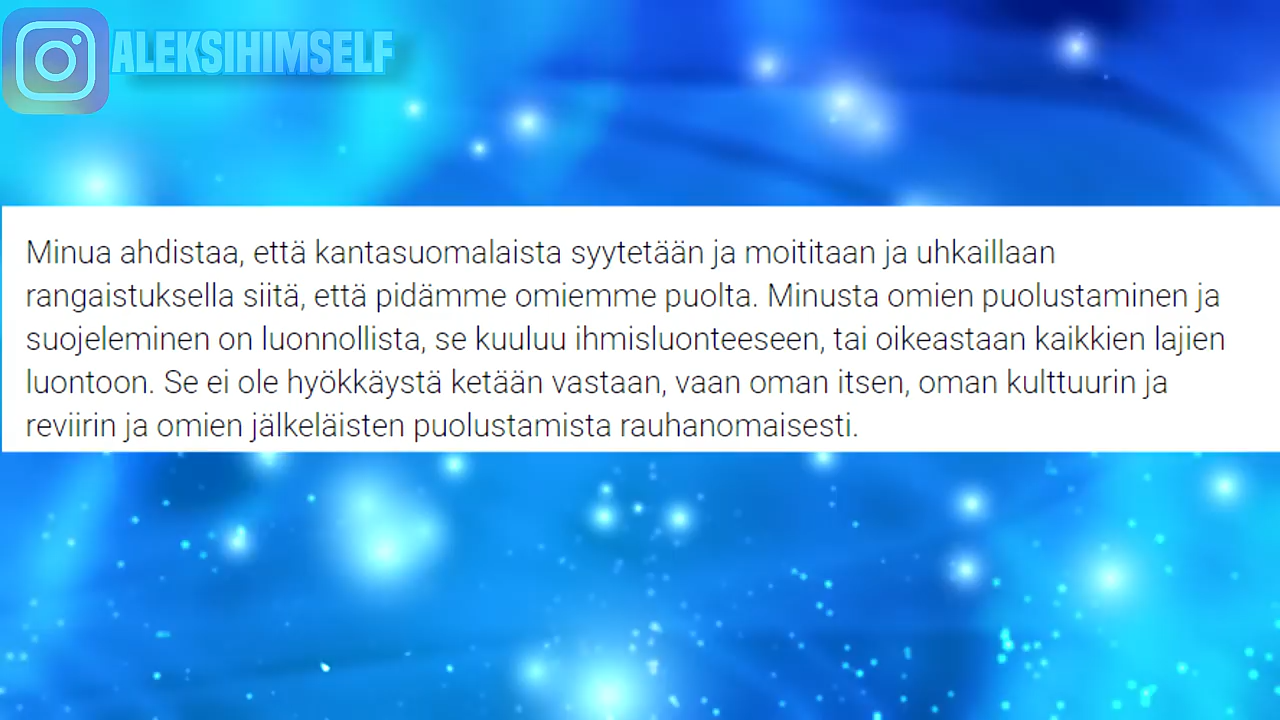 ALEKSIHIMSELF
Minua ahdistaa, että kantasuomalaista syytetään ja moititaan ja uhkaillaan
rangaistuksella siitä, että pidämme omiemme puolta. Minusta omien puolustaminen ja
suojeleminen on luonnollista, se kuuluu ihmisluonteeseen, tai oikeastaan kaikkien lajien
luontoon. Se ei ole hyökkäystä ketään vastaan, vaan oman itsen, oman kulttuurin ja
reviirin ja omien jälkeläisten puolustamista rauhanomaisesti.